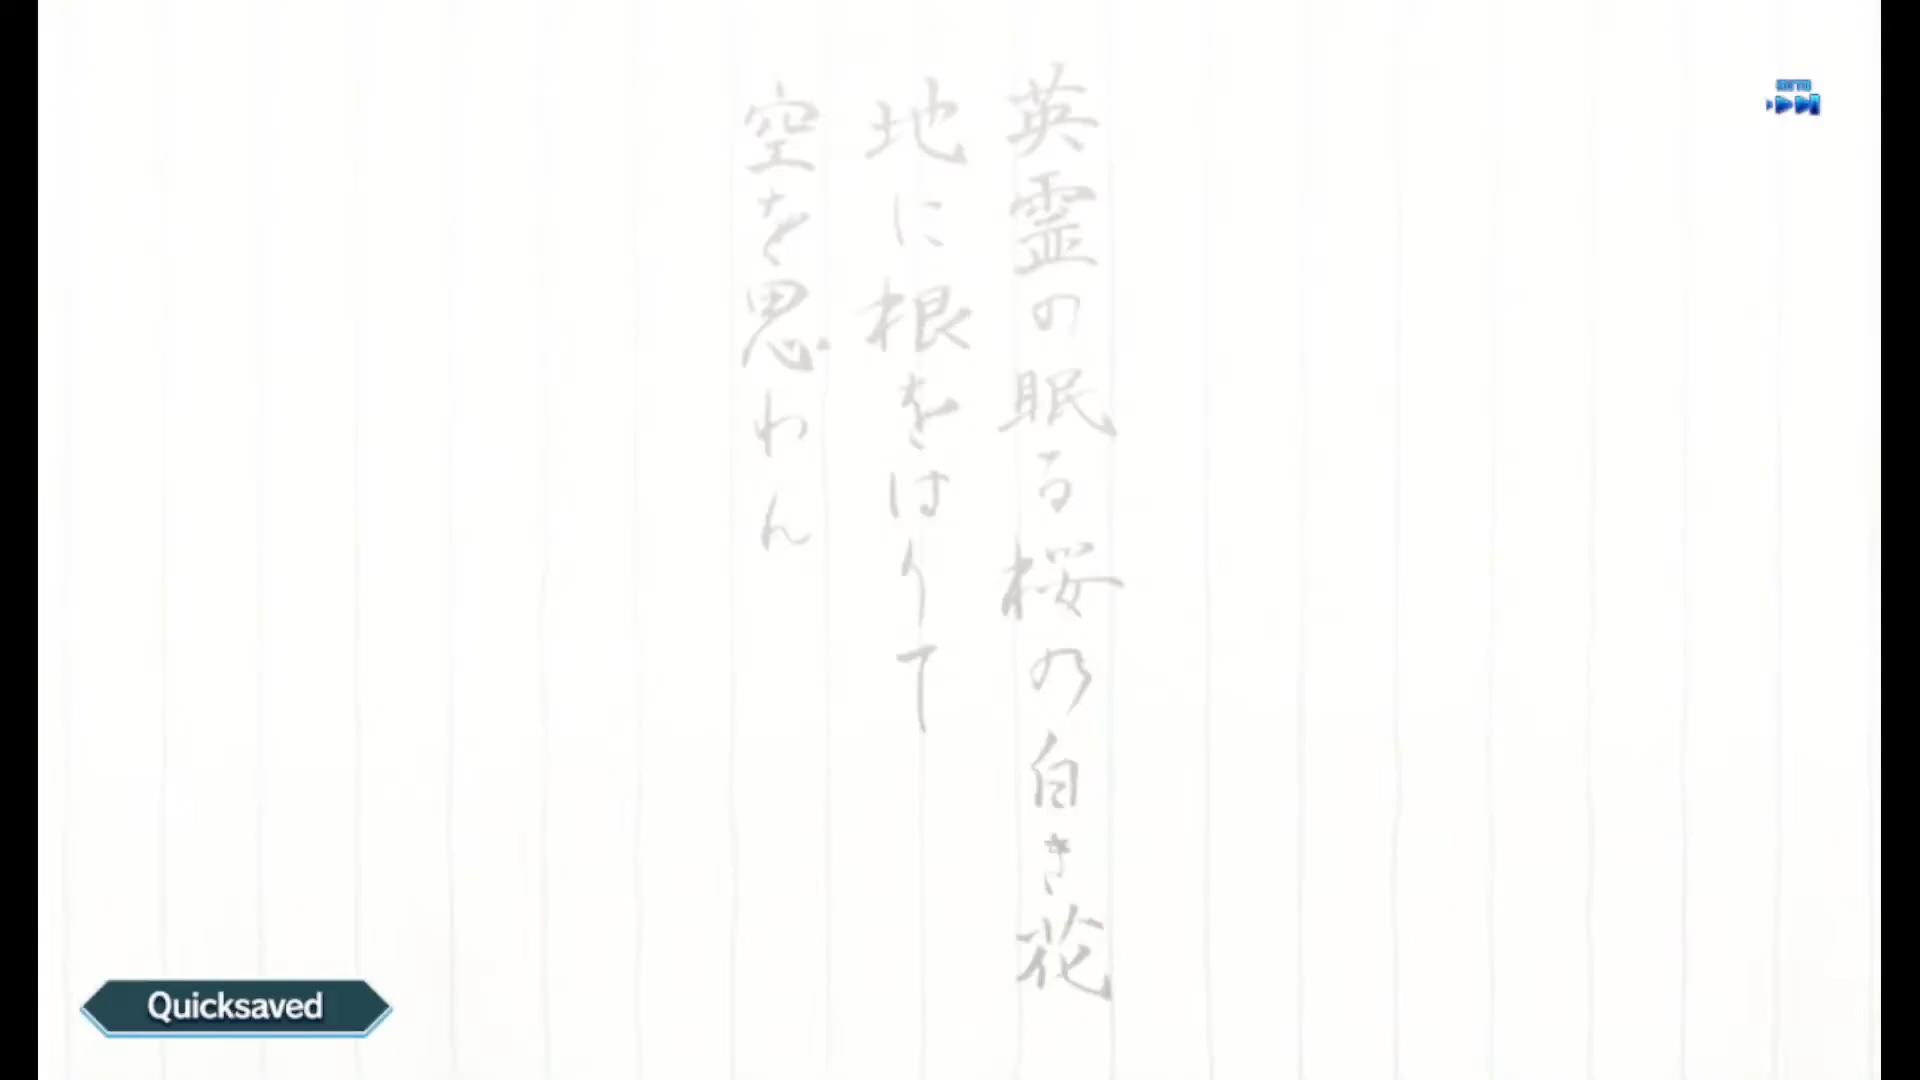 英霊の眠る桜の白き花
地に根をはりて
空を思わん
Quicksaved